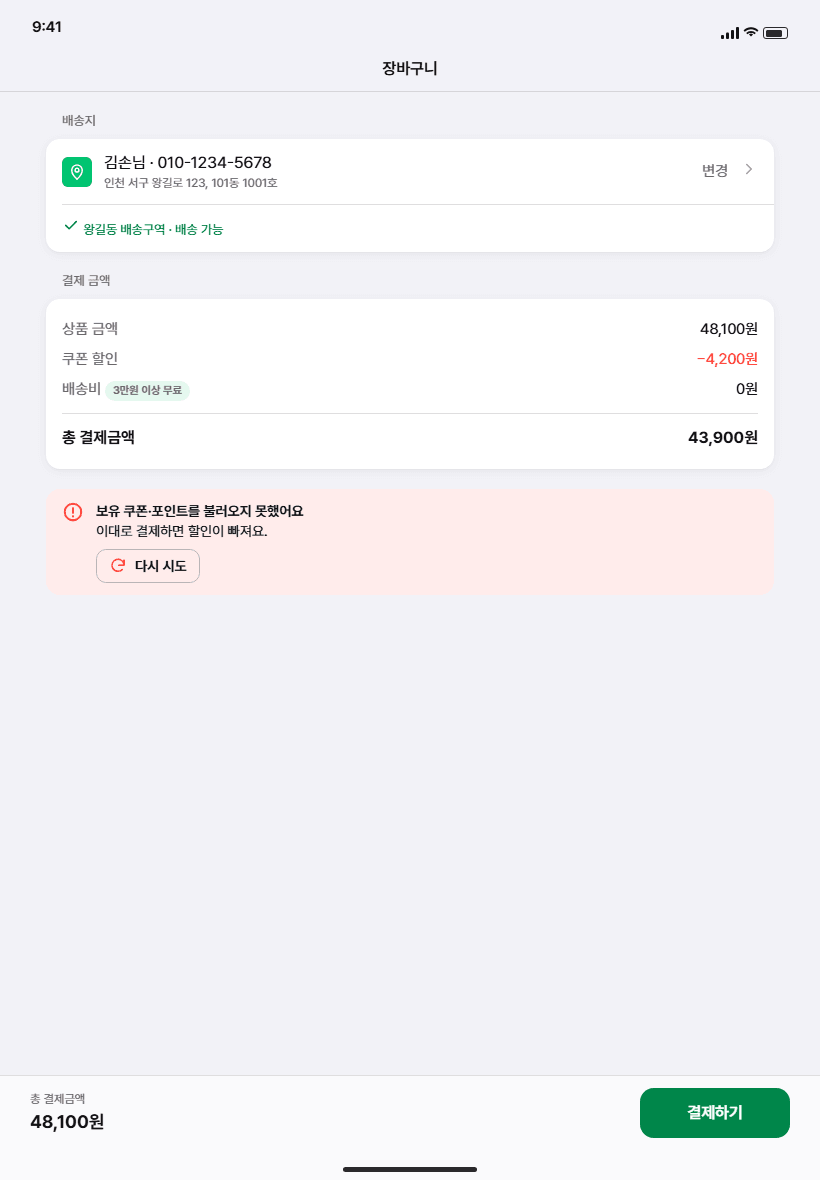 9:41
장바구니
배송지
김손님 · 010-1234-5678
인천 서구 왕길로 123, 101동 1001호
변경
왕길동 배송구역 · 배송 가능
결제 금액
상품 금액 48,100원
쿠폰 할인 −4,200원
배송비 3만원 이상 무료 0원
총 결제금액 43,900원
보유 쿠폰·포인트를 불러오지 못했어요
이대로 결제하면 할인이 빠져요.
다시 시도
총 결제금액
48,100원
결제하기